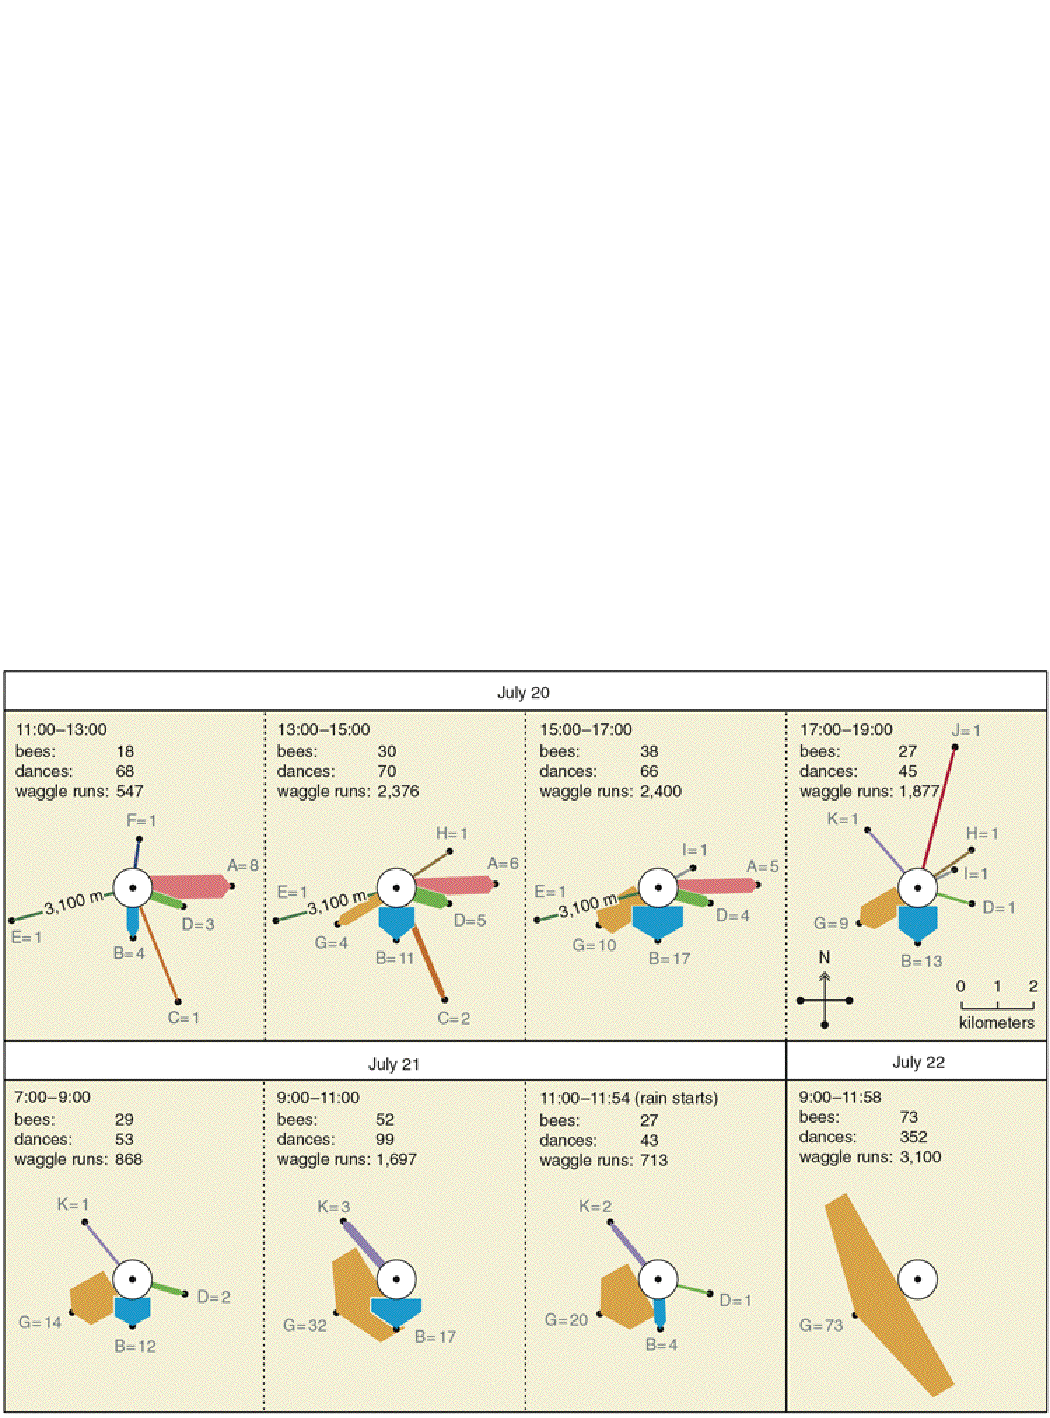 July 20
11:00–13:00
bees: 18
dances: 68
waggle runs: 547
F=1
A=8
3,100 m
E=1
D=3
B=4
C=1
13:00–15:00
bees: 30
dances: 70
waggle runs: 2,376
H=1
A=6
E=1
3,100 m
G=4
D=5
B=11
C=2
15:00–17:00
bees: 38
dances: 66
waggle runs: 2,400
I=1
A=5
E=1
3,100 m
D=4
G=10
B=17
17:00–19:00
bees: 27
dances: 45
waggle runs: 1,877
J=1
K=1
H=1
I=1
D=1
G=9
B=13
N
0 1 2
kilometers
July 21
7:00–9:00
bees: 29
dances: 53
waggle runs: 868
K=1
D=2
G=14
B=12
9:00–11:00
bees: 52
dances: 99
waggle runs: 1,697
K=3
G=32
B=17
11:00–11:54 (rain starts)
bees: 27
dances: 43
waggle runs: 713
K=2
D=1
G=20
B=4
July 22
9:00–11:58
bees: 73
dances: 352
waggle runs: 3,100
G=73